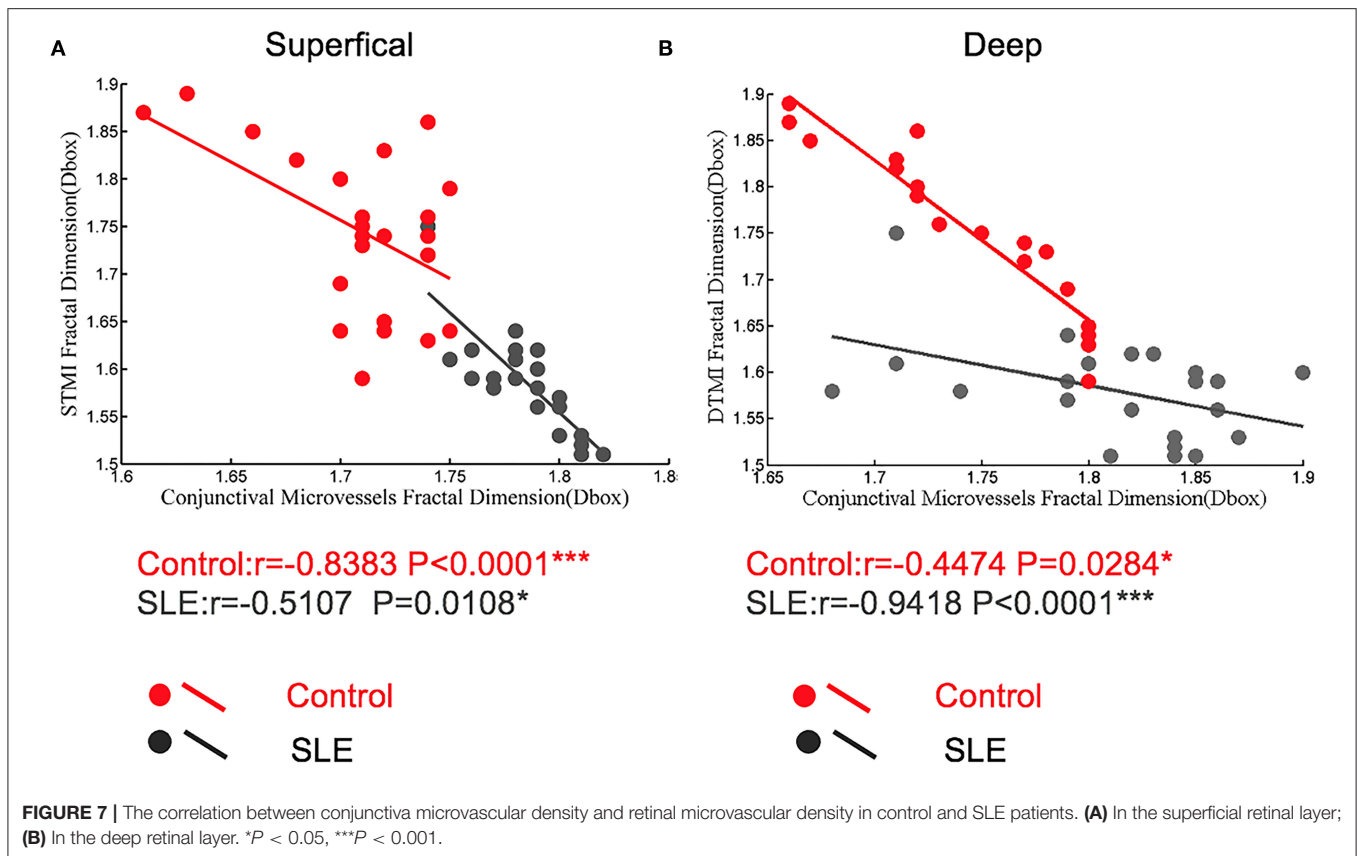 A
Superfical
1.9
1.85
1.8
1.75
1.7
1.65
1.6
1.55
1.5
STMI Fractal Dimension(Dbox)
1.6
1.65
1.7
1.75
1.8
1.8
Conjunctival Microvessels Fractal Dimension(Dbox)
Control:r=-0.8383 P<0.0001***
SLE:r=-0.5107 P=0.0108*
Control
SLE
B
Deep
1.9
1.85
1.8
1.75
1.7
1.65
1.6
1.55
1.5
DTMI Fractal Dimension(Dbox)
1.65
1.7
1.75
1.8
1.85
1.9
Conjunctival Microvessels Fractal Dimension(Dbox)
Control:r=-0.4474 P=0.0284*
SLE:r=-0.9418 P<0.0001***
Control
SLE
FIGURE 7 | The correlation between conjunctiva microvascular density and retinal microvascular density in control and SLE patients. (A) In the superficial retinal layer;
(B) In the deep retinal layer. *P < 0.05, ***P < 0.001.